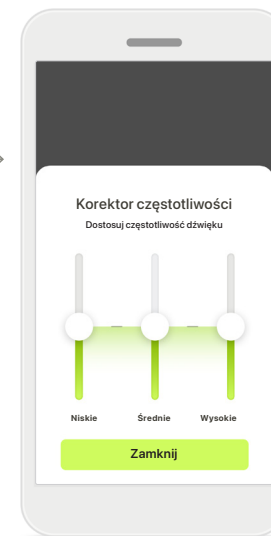 Korektor częstotliwości
Dostosuj częstotliwość dźwięku
Niskie Średnie Wysokie
Zamknij